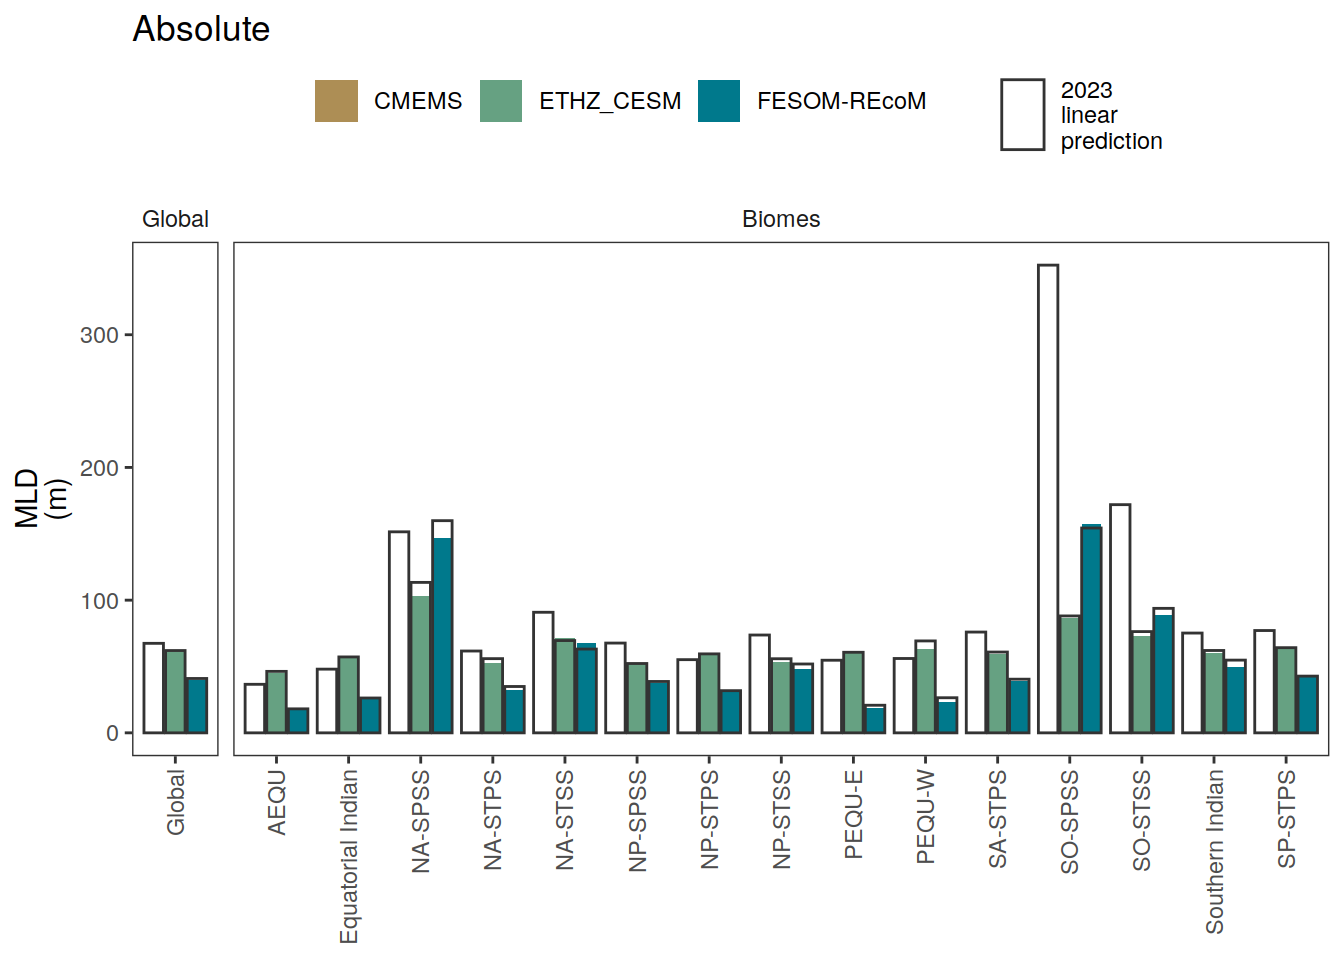 Absolute
CMEMS
ETHZ_CESM
FESOM-REcoM
2023
linear
prediction
Global
Biomes
MLD
(m)
300
200
100
0
Global
AEQU
Equatorial Indian
NA-SPSS
NA-STPS
NA-STSS
NP-SPSS
NP-STPS
NP-STSS
PEQU-E
PEQU-W
SA-STPS
SO-SPSS
SO-STSS
Southern Indian
SP-STPS